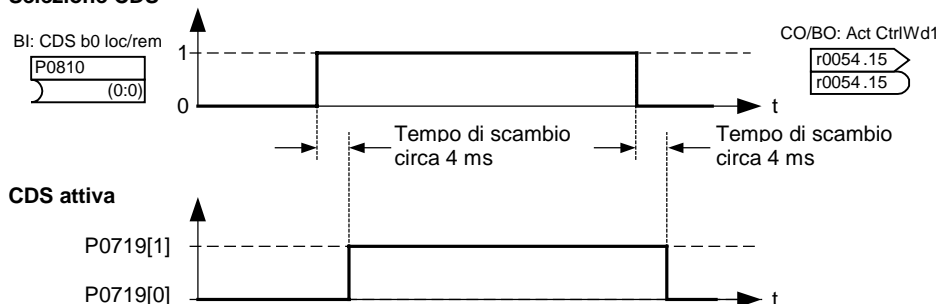 Selezione CDS
BI: CDS b0 loc/rem
P0810
(0:0)
1
0
t
CO/BO: Act CtrlWd1
r0054 .15
r0054 .15
Tempo di scambio
circa 4 ms
Tempo di scambio
circa 4 ms
CDS attiva
P0719[1]
P0719[0]
t